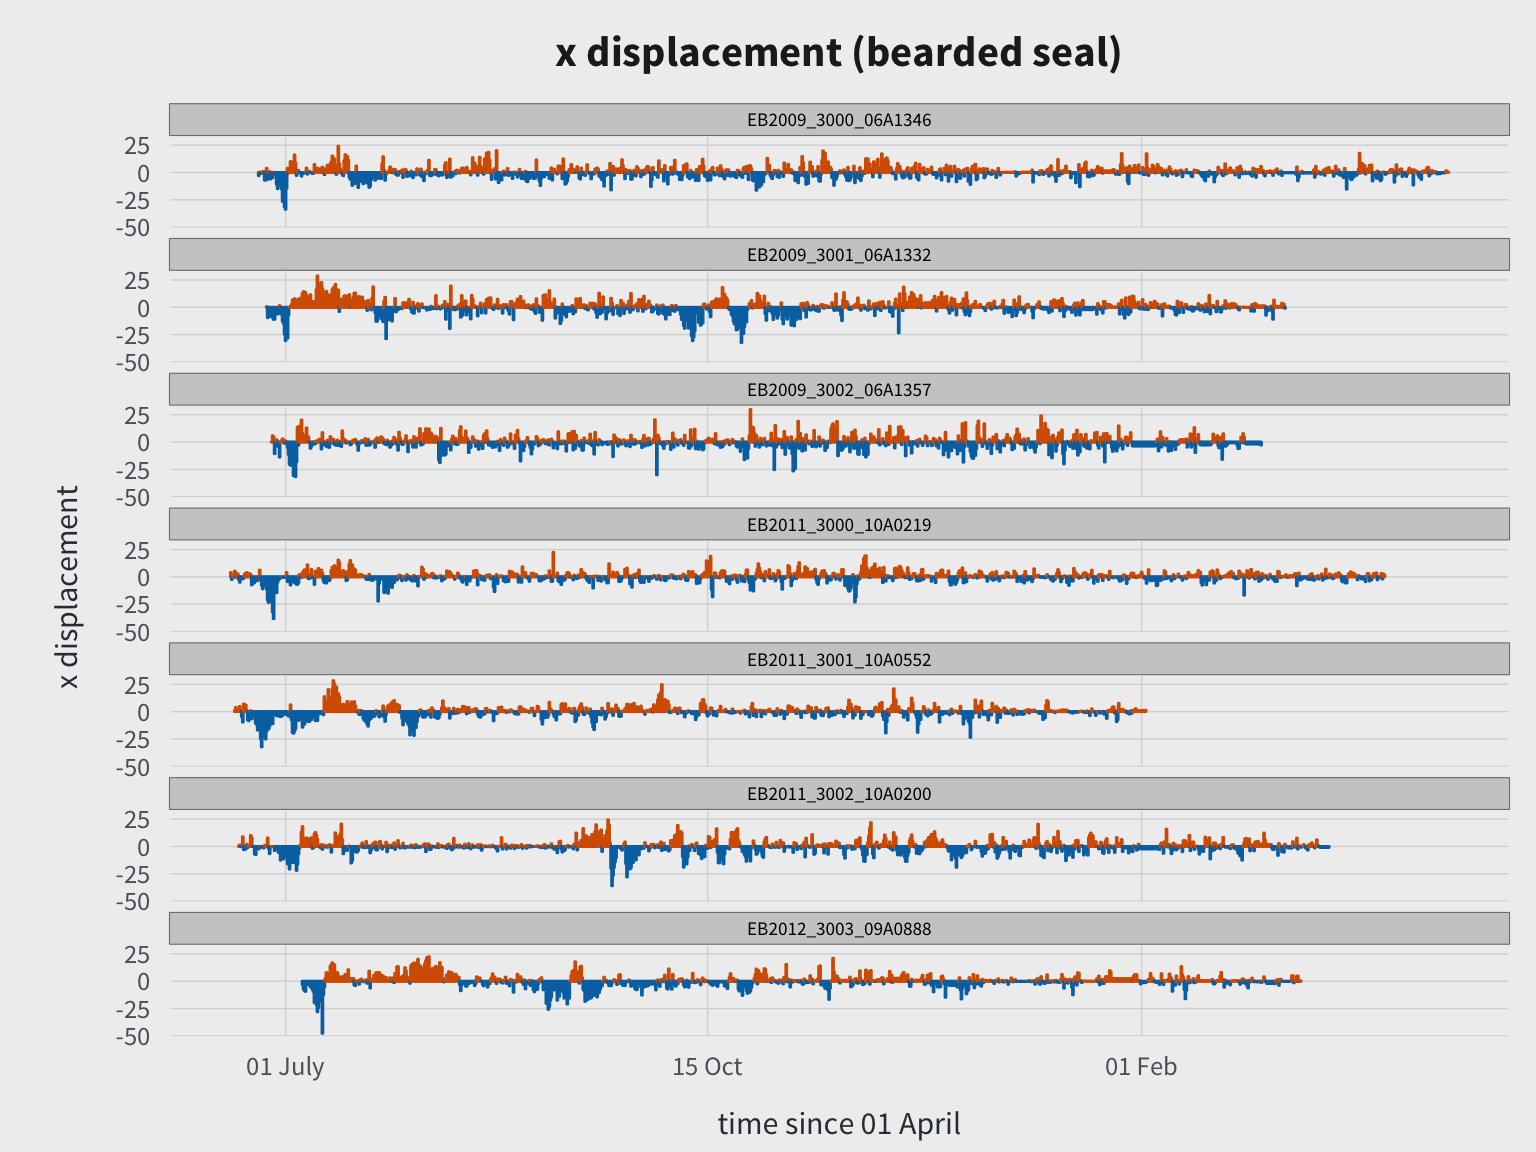 x displacement (bearded seal)
EB2009_3000_06A1346
25
0
-25
-50
EB2009_3001_06A1332
25
0
-25
-50
EB2009_3002_06A1357
25
0
-25
-50
EB2011_3000_10A0219
25
0
-25
-50
EB2011_3001_10A0552
25
0
-25
-50
EB2011_3002_10A0200
25
0
-25
-50
EB2012_3003_09A0888
25
0
-25
-50
x displacement
01 July 15 Oct 01 Feb
time since 01 April